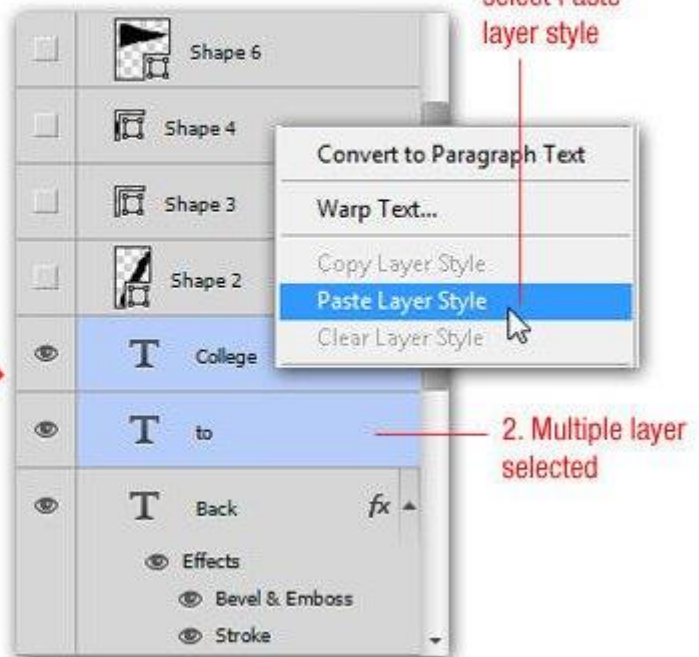 select Paste
layer style
Shape 6
Shape 4
Convert to Paragraph Text
Shape 3
Warp Text...
Copy Layer Style
Shape 2
Paste Layer Style
Clear Layer Style
T College
T to
2. Multiple layer
selected
T Back fx
Effects
Bevel & Emboss
Stroke